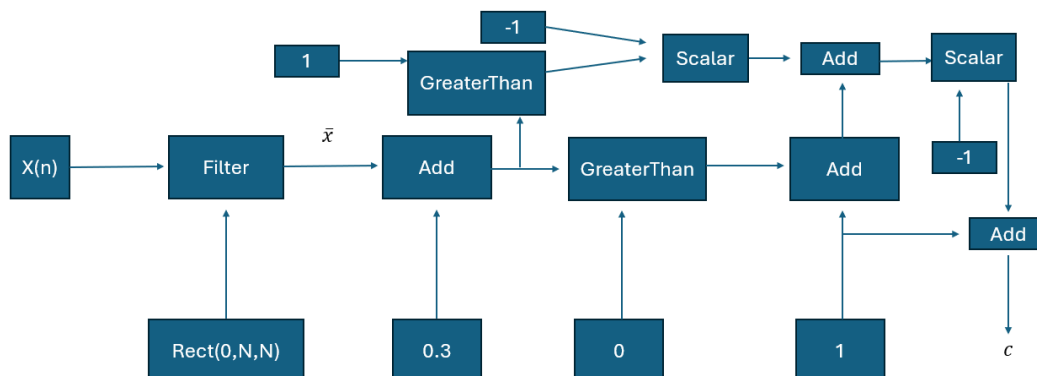 -1
1
GreaterThan
Scalar
Add
Scalar
x̄
X(n)
Filter
Add
GreaterThan
Add
-1
Add
Rect(0,N,N)
0.3
0
1
c